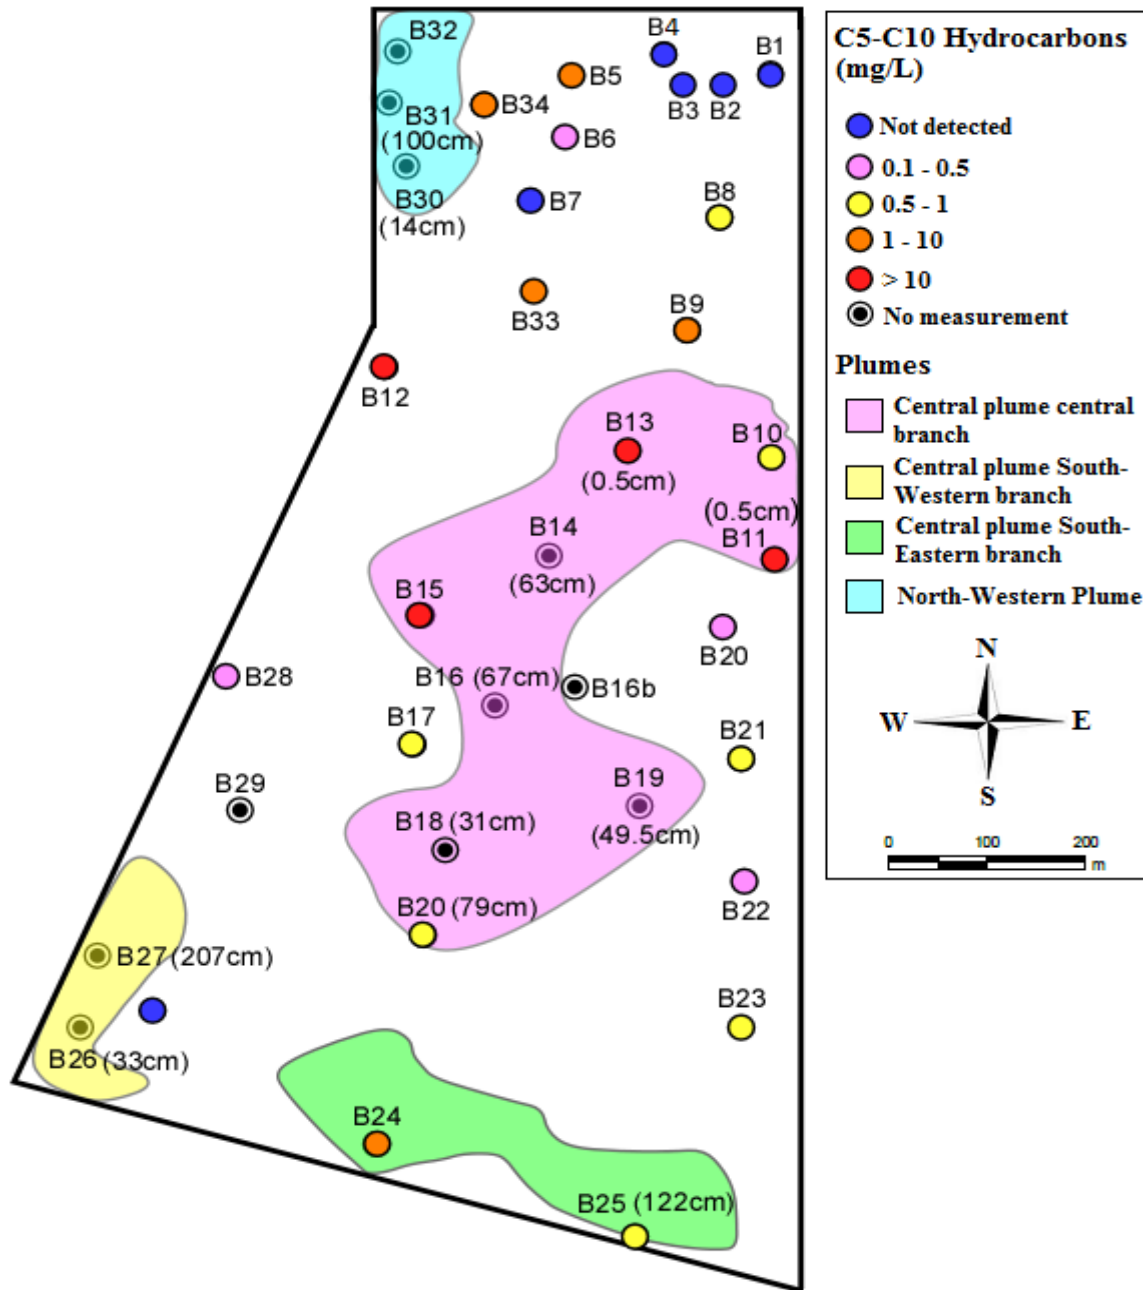 B32
B4
B1
B5
B34
B3
B2
B31
(100cm)
B6
B30
(14cm)
B7
B8
B33
B9
B12
B13
(0.5cm)
B10
(0.5cm)
B11
B14
(63cm)
B15
B20
B28
B16 (67cm)
B16b
B17
B21
B29
B19
(49.5cm)
B18 (31cm)
B22
B20 (79cm)
B27 (207cm)
B23
B26 (33cm)
B24
B25 (122cm)
C5-C10 Hydrocarbons
(mg/L)
Not detected
0.1 - 0.5
0.5 - 1
1 - 10
> 10
No measurement
Plumes
Central plume central
branch
Central plume South-
Western branch
Central plume South-
Eastern branch
North-Western Plume
N
W
E
S
0 100 200
m